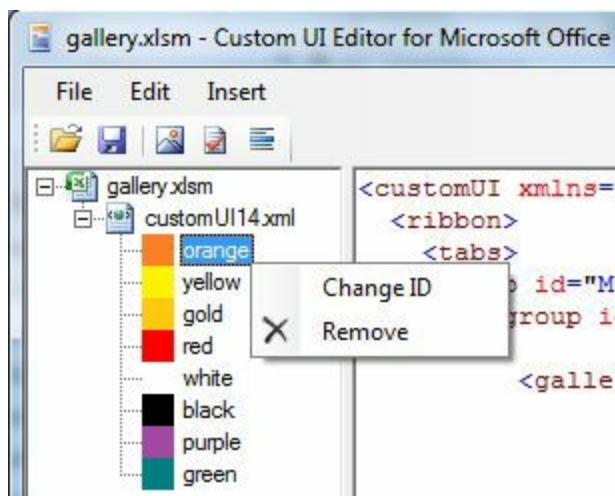 gallery.xlsm - Custom UI Editor for Microsoft Office
File Edit Insert
gallery.xlsm
customUI14.xml
orange
yellow
gold
red
white
black
purple
green
Change ID
Remove
<customUI xmlns=
<ribbon>
<tabs>
id="M
group i
<galle